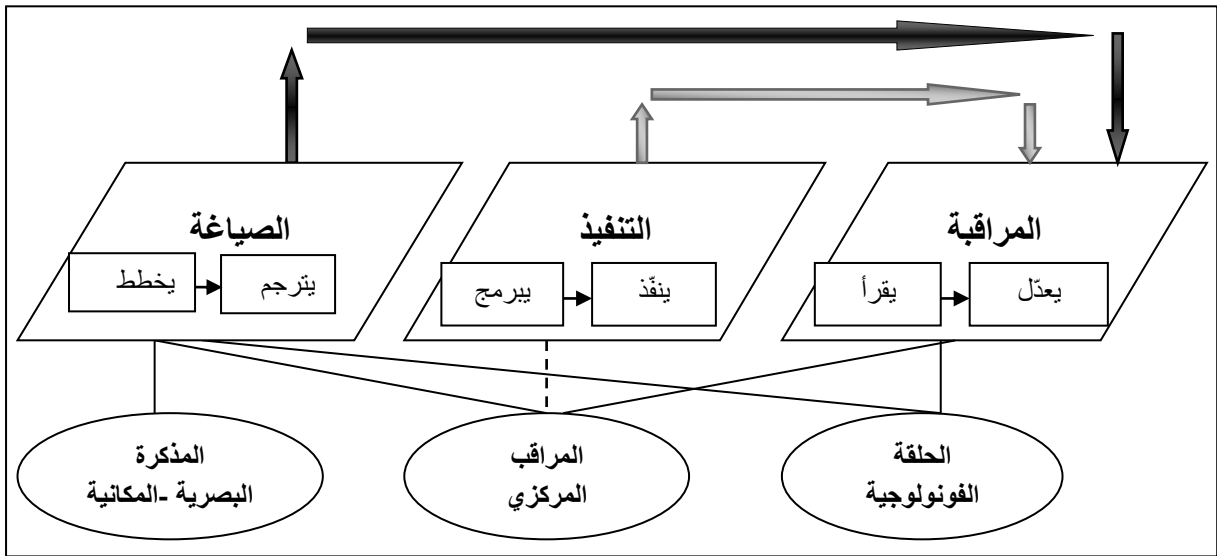 الصياغة
يخطط
يترجم
التنفيذ
يبرمج
ينفّذ
المراقبة
يقرأ
يعدّل
المذكرة
البصرية -المكانية
المراقب
المركزي
الحلقة
الفونولوجية